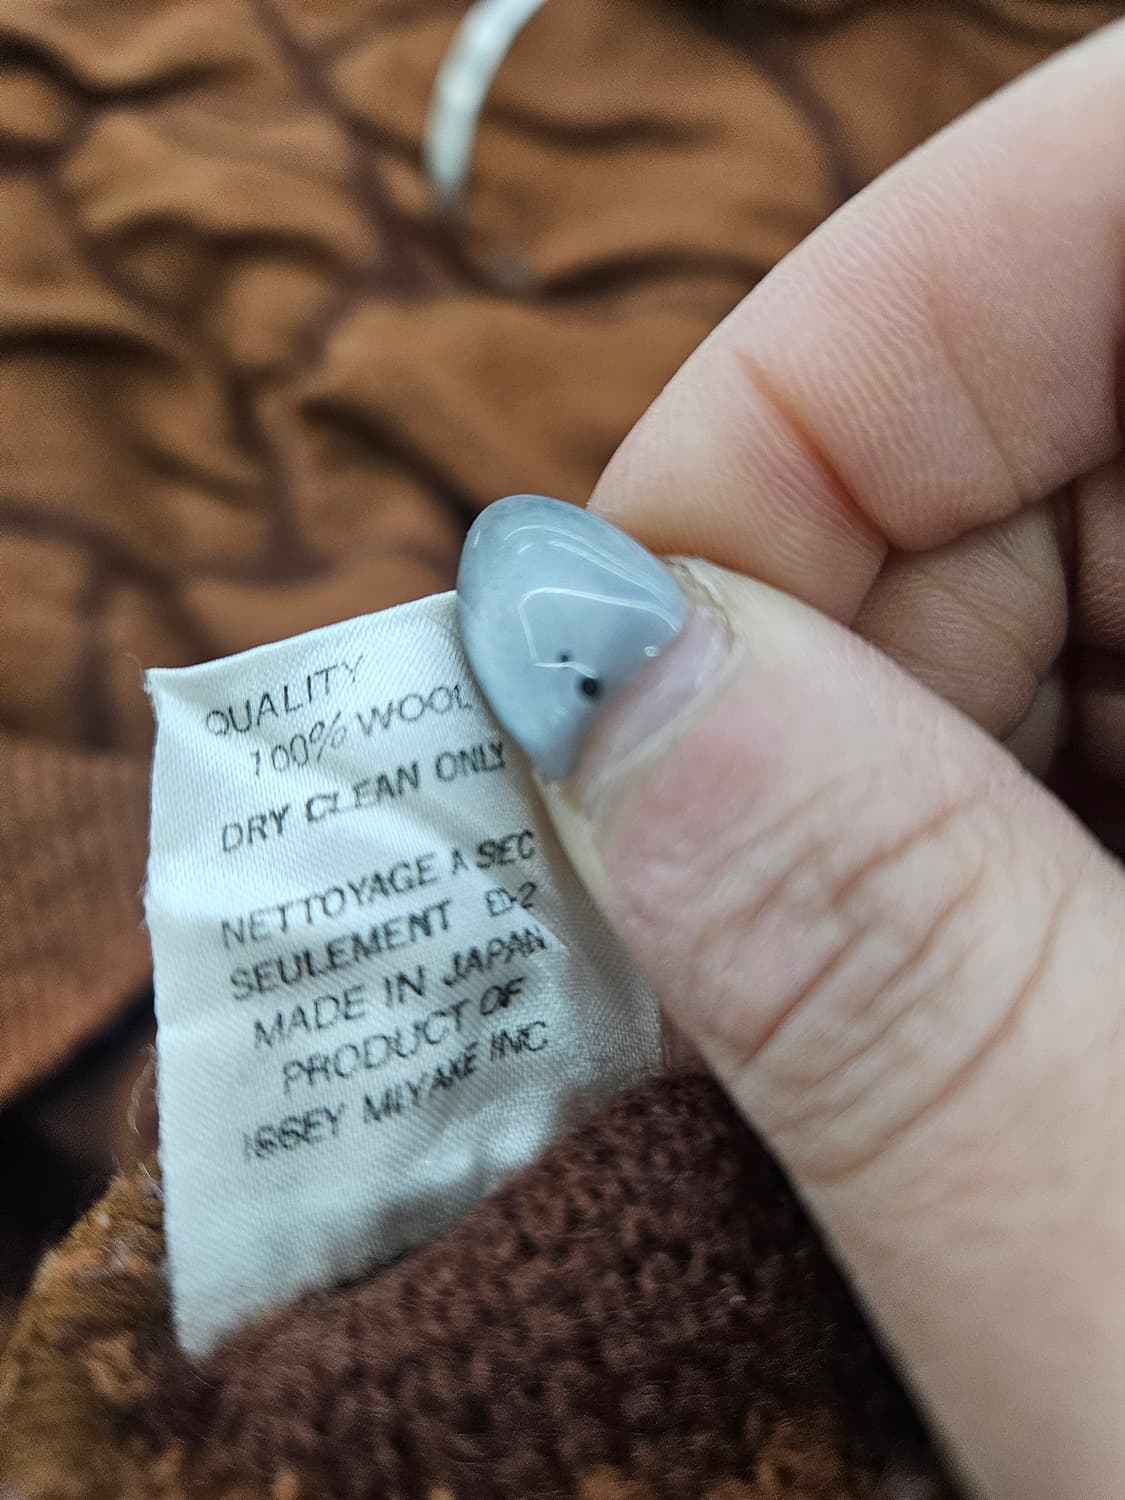 QUALITY
100% WOOL
DRY CLEAN ONLY
NETTOYAGE A SEC
SEULEMENT ED-2
MADE IN JAPAN
PRODUCT OF
ISSEY MIYAKE INC